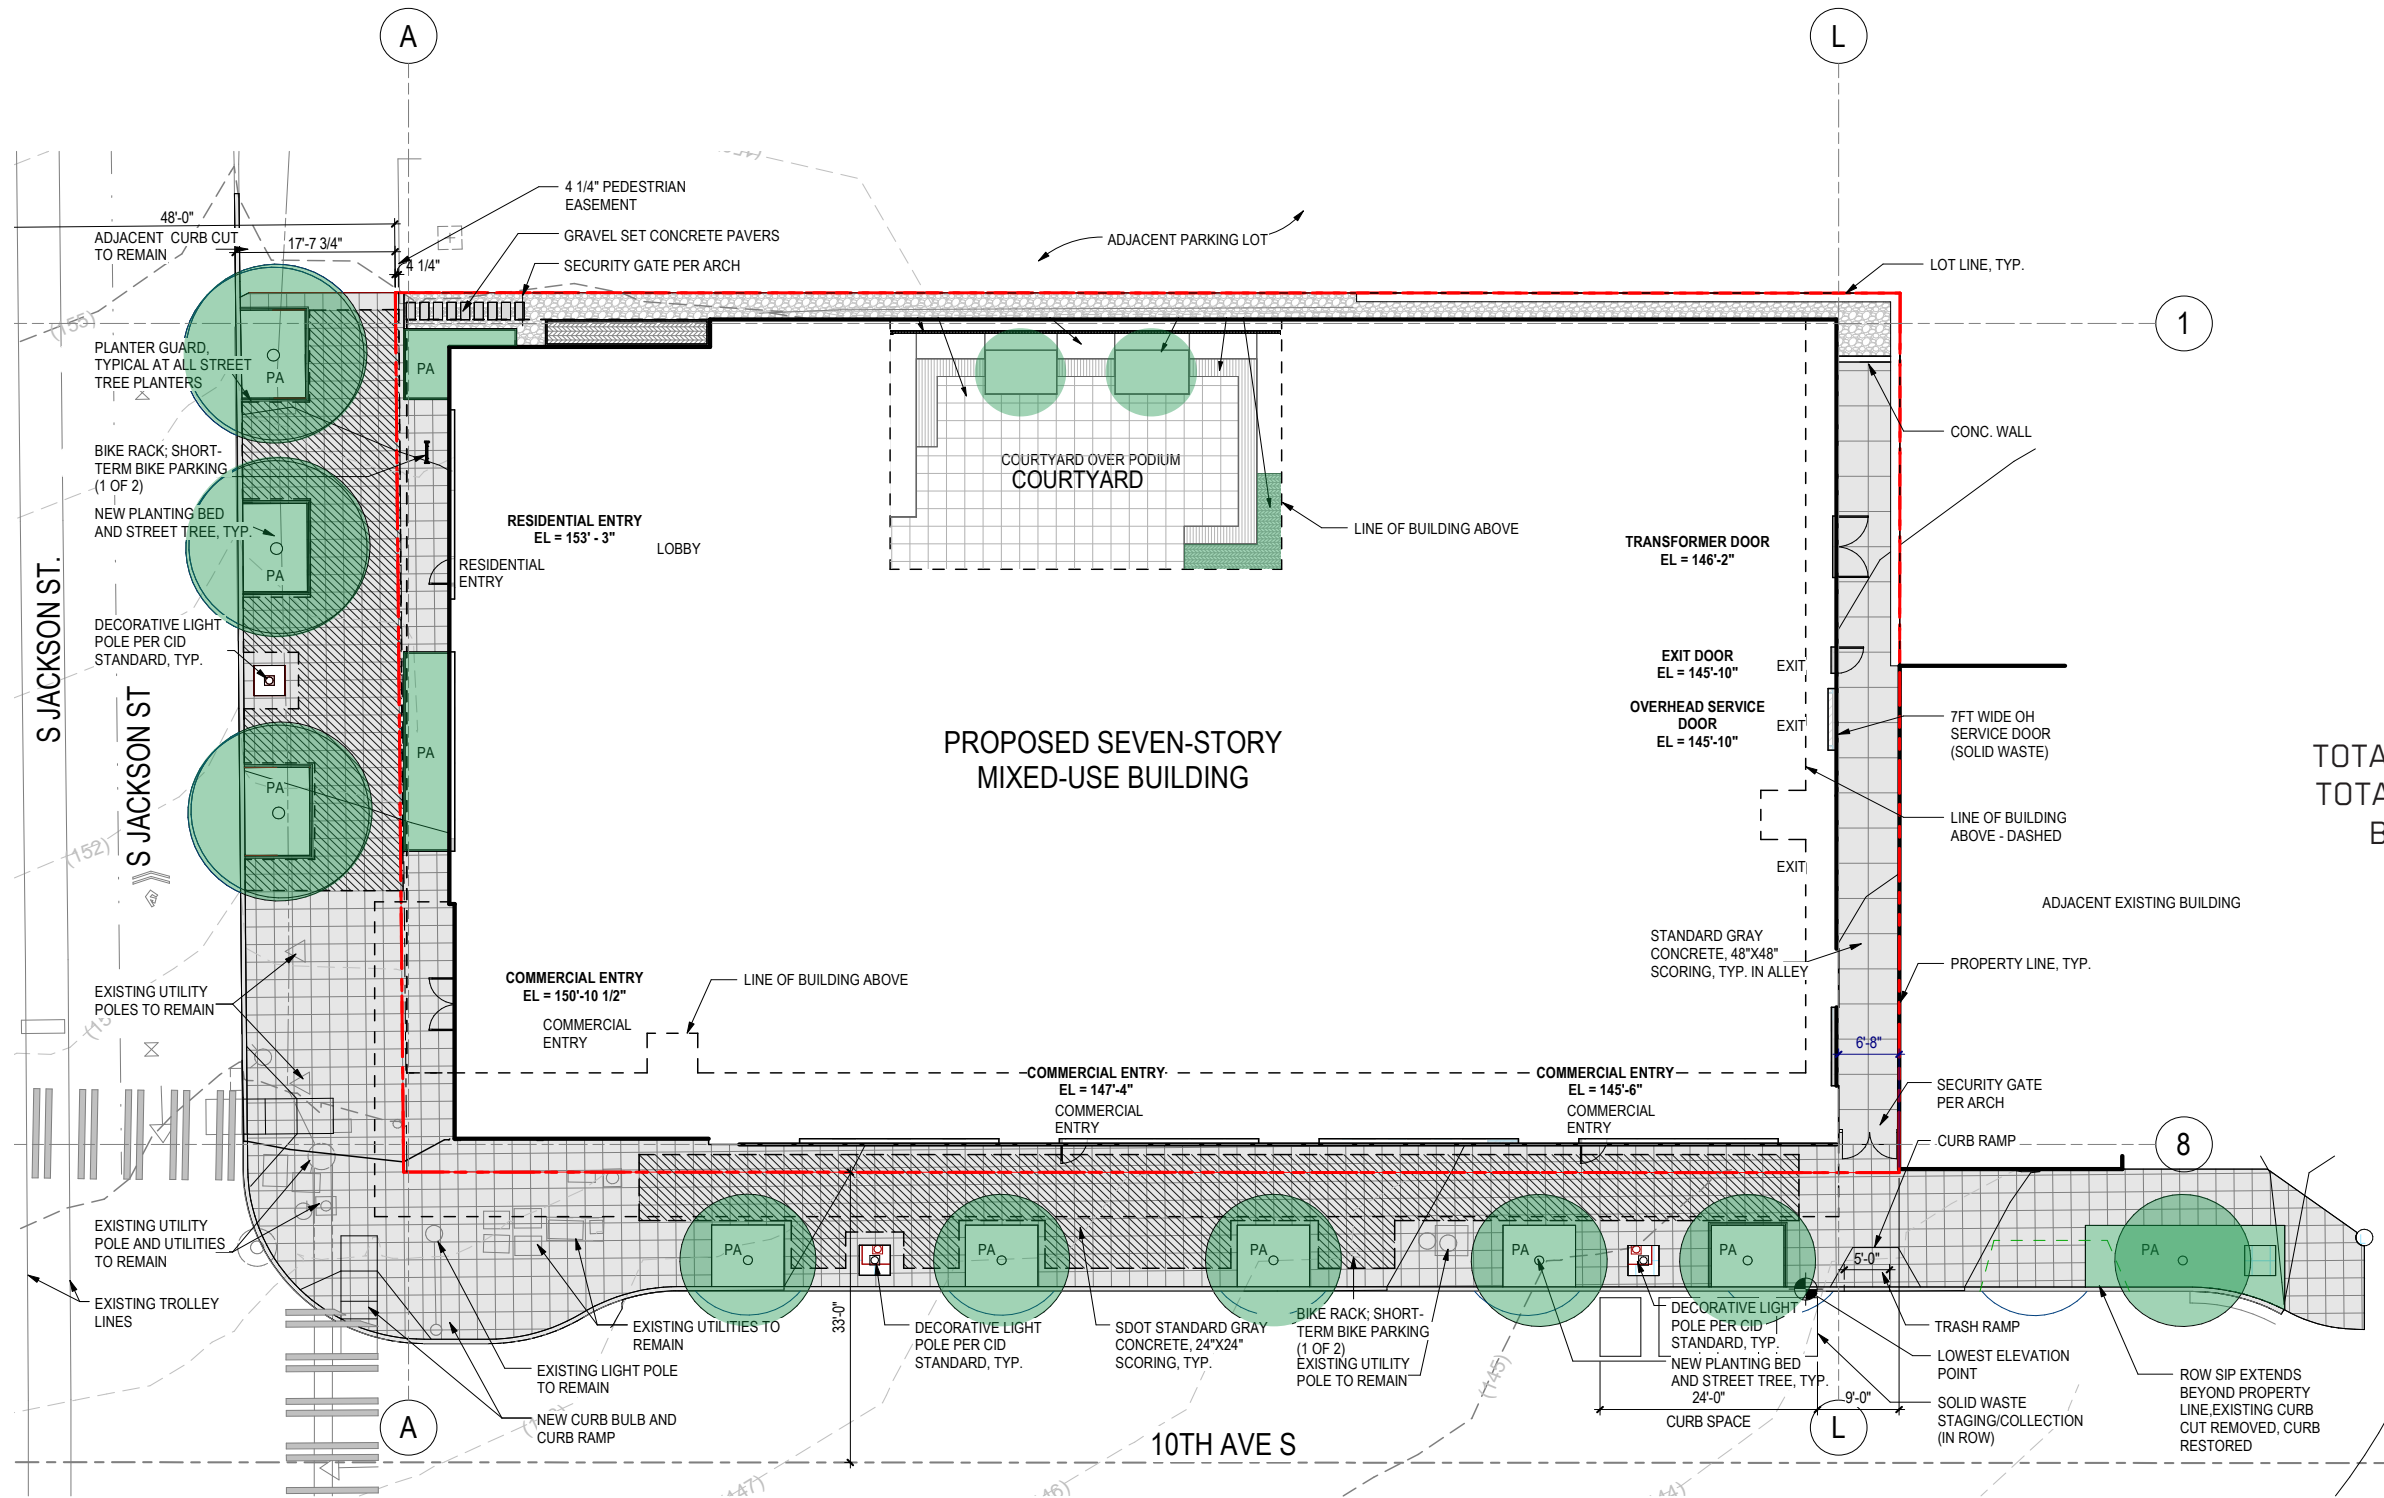 A
L
4 1/4" PEDESTRIAN
EASEMENT
48'-0"
ADJACENT CURB CUT
TO REMAIN
17'-7 3/4"
4 1/4"
GRAVEL SET CONCRETE PAVERS
SECURITY GATE PER ARCH
ADJACENT PARKING LOT
LOT LINE, TYP.
1
(155)
PLANTER GUARD,
TYPICAL AT ALL STREET
TREE PLANTERS
PA
PA
CONC. WALL
BIKE RACK; SHORT-
TERM BIKE PARKING
(1 OF 2)
COURTYARD OVER PODIUM
COURTYARD
NEW PLANTING BED
AND STREET TREE, TYP.
PA
RESIDENTIAL ENTRY
EL = 153' - 3"
LOBBY
RESIDENTIAL
ENTRY
LINE OF BUILDING ABOVE
TRANSFORMER DOOR
EL = 146'-2"
S JACKSON ST.
S JACKSON ST
DECORATIVE LIGHT
POLE PER CID
STANDARD, TYP.
EXIT DOOR
EL = 145'-10"
EXIT
OVERHEAD SERVICE
DOOR
EL = 145'-10"
EXIT
7FT WIDE OH
SERVICE DOOR
(SOLID WASTE)
PA
PA
PROPOSED SEVEN-STORY
MIXED-USE BUILDING
TOTA
TOTA
B
LINE OF BUILDING
ABOVE - DASHED
(152)
EXIT
ADJACENT EXISTING BUILDING
STANDARD GRAY
CONCRETE, 48"X48"
SCORING, TYP. IN ALLEY
PROPERTY LINE, TYP.
COMMERCIAL ENTRY
EL = 150'-10 1/2"
COMMERCIAL
ENTRY
LINE OF BUILDING ABOVE
EXISTING UTILITY
POLES TO REMAIN
6'-8"
COMMERCIAL ENTRY
EL = 147'-4"
COMMERCIAL
ENTRY
COMMERCIAL ENTRY
EL = 145'-6"
COMMERCIAL
ENTRY
SECURITY GATE
PER ARCH
CURB RAMP
8
EXISTING UTILITY
POLE AND UTILITIES
TO REMAIN
PA
PA
PA
PA
PA
PA
5'-0"
EXISTING TROLLEY
LINES
EXISTING UTILITIES TO
REMAIN
33'-0"
DECORATIVE LIGHT
POLE PER CID
STANDARD, TYP.
SDOT STANDARD GRAY
CONCRETE, 24"X24"
SCORING, TYP.
BIKE RACK; SHORT-
TERM BIKE PARKING
(1 OF 2)
EXISTING UTILITY
POLE TO REMAIN
DECORATIVE LIGHT
POLE PER CID
STANDARD, TYP.
NEW PLANTING BED
AND STREET TREE, TYP.
TRASH RAMP
LOWEST ELEVATION
POINT
EXISTING LIGHT POLE
TO REMAIN
ROW SIP EXTENDS
BEYOND PROPERTY
LINE,EXISTING CURB
CUT REMOVED, CURB
RESTORED
24'-0"
CURB SPACE
9'-0"
SOLID WASTE
STAGING/COLLECTION
(IN ROW)
NEW CURB BULB AND
CURB RAMP
(145)
A
L
10TH AVE S